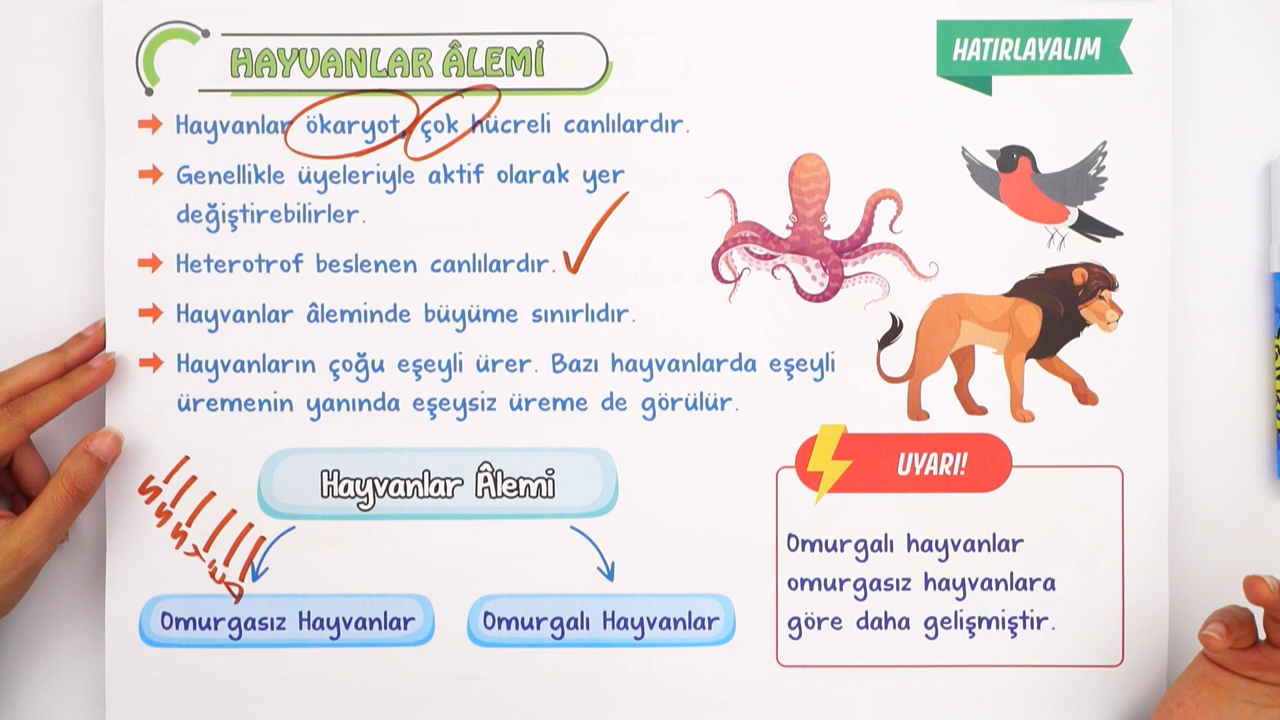 HAYVANLAR ÂLEMİ
HATIRLAYALIM
Hayvanlar ökaryot, çok hücreli canlılardır.
Genellikle üyeleriyle aktif olarak yer
değiştirebilirler.
Heterotrof beslenen canlılardır.
Hayvanlar âleminde büyüme sınırlıdır.
Hayvanların çoğu eşeyli ürer. Bazı hayvanlarda eşeyli
üremenin yanında eşeysiz üreme de görülür.
Hayvanlar Âlemi
Omurgasız Hayvanlar
Omurgalı Hayvanlar
UYARI!
Omurgalı hayvanlar
omurgasız hayvanlara
göre daha gelişmiştir.